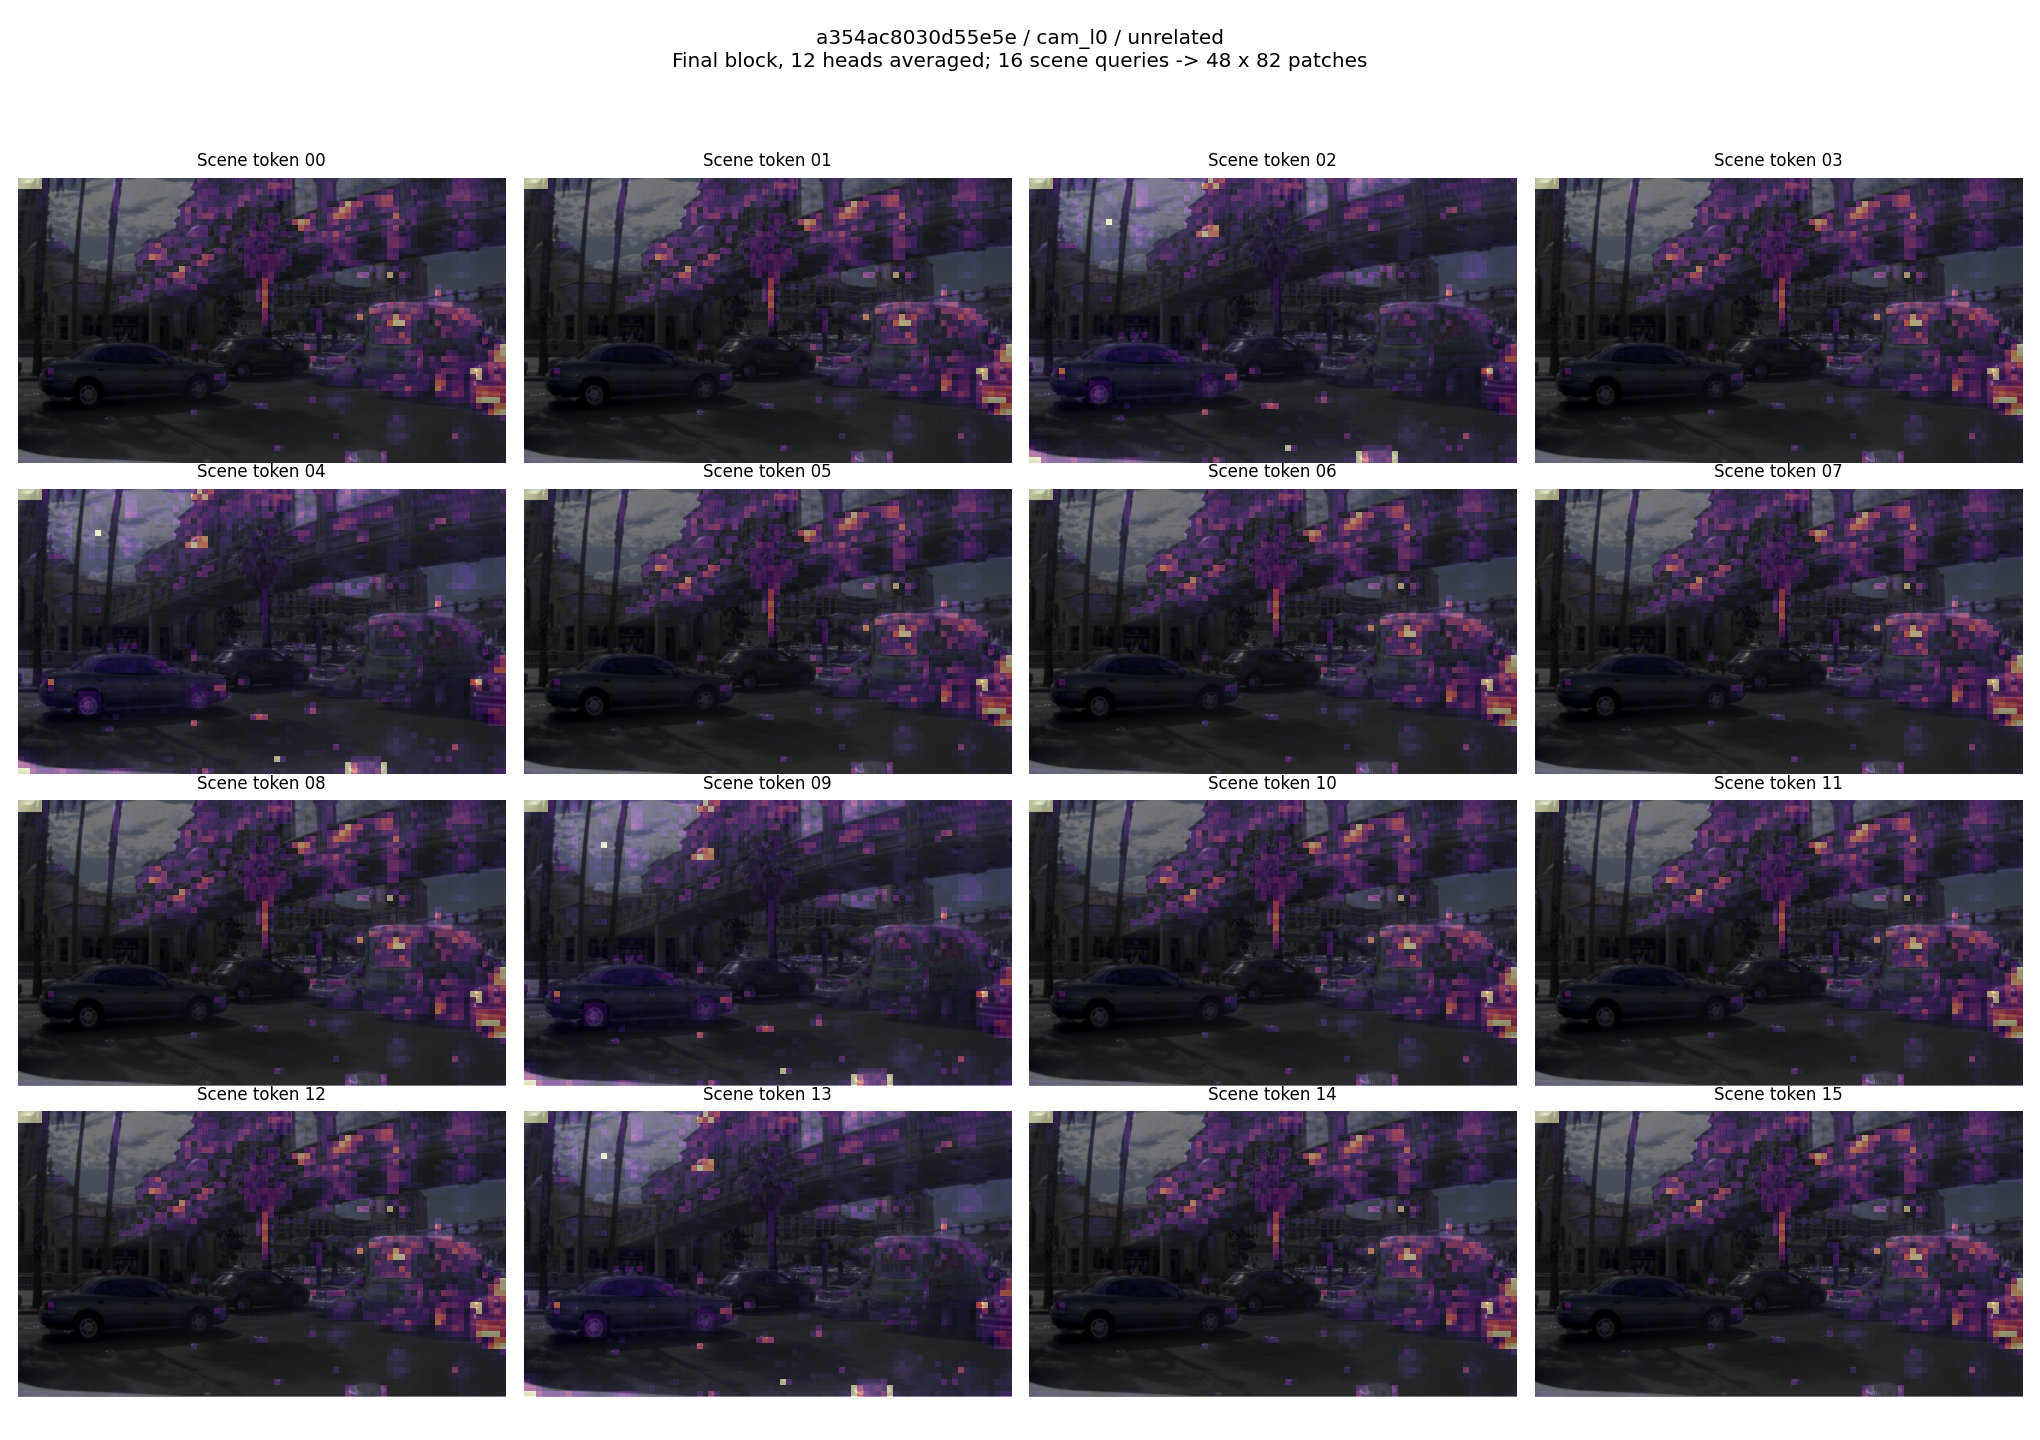 a354ac8030d55e5e / cam_l0 / unrelated
Final block, 12 heads averaged; 16 scene queries -> 48 x 82 patches
Scene token 00
Scene token 01
Scene token 02
Scene token 03
Scene token 04
Scene token 05
Scene token 06
Scene token 07
Scene token 08
Scene token 09
Scene token 10
Scene token 11
Scene token 12
Scene token 13
Scene token 14
Scene token 15